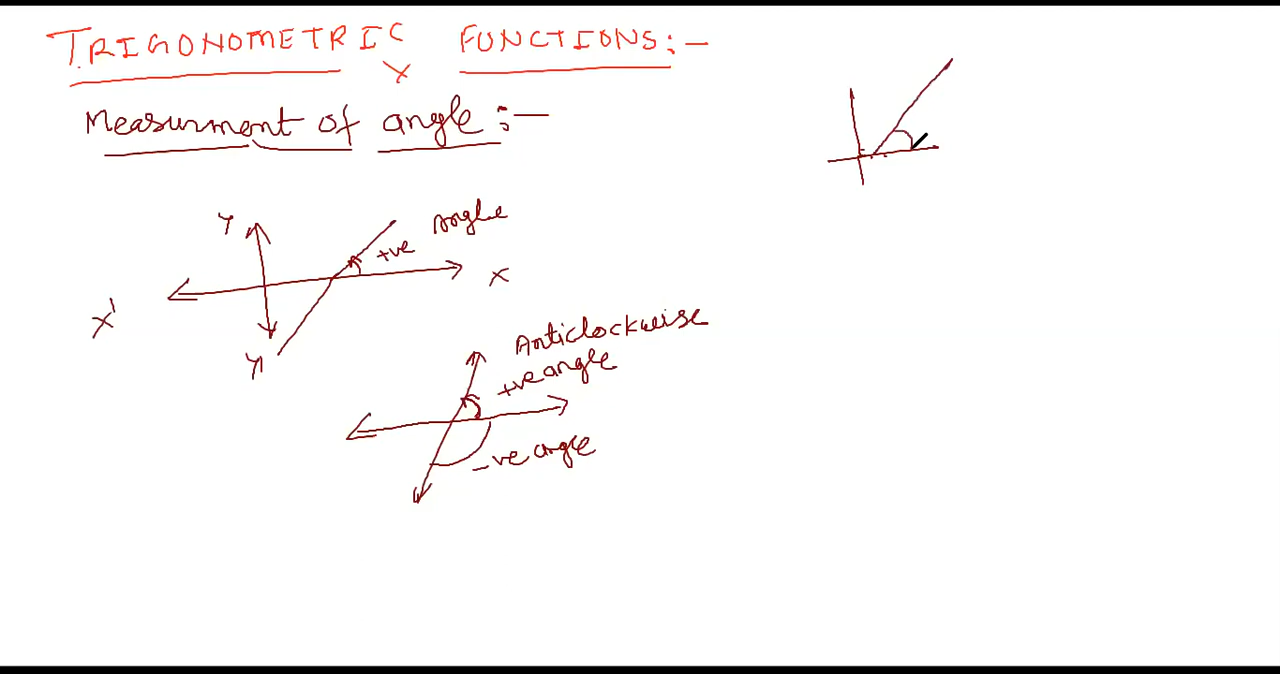 TRIGONOMETRIC FUNCTIONS:-
Measurment of angle :-
Y
Angle
+ve
X
X'
Y'
Anticlockwise
+ve angle
-ve angle